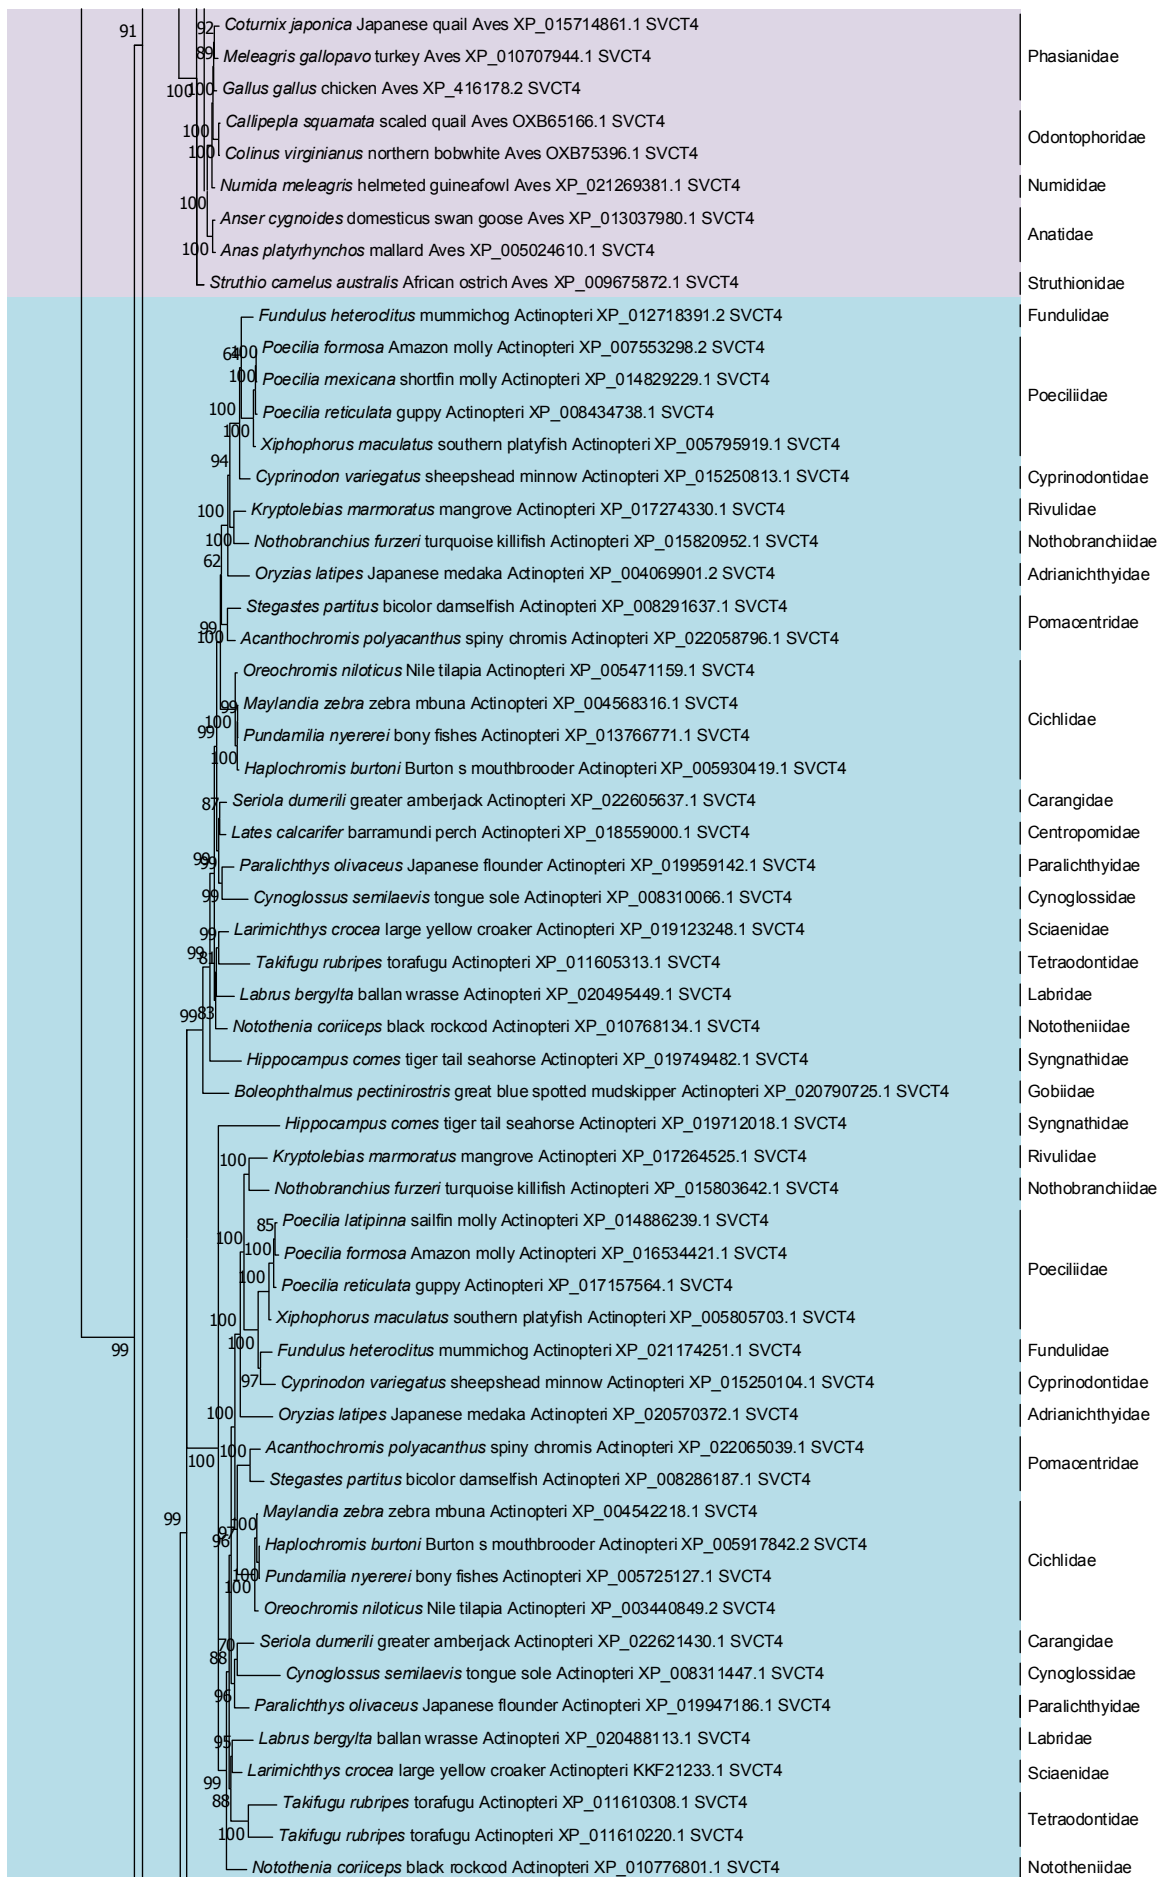 91
92
Coturnix japonica Japanese quail Aves XP_015714861.1 SVCT4
89
Meleagris gallopavo turkey Aves XP_010707944.1 SVCT4
Phasianidae
100
100
Gallus gallus chicken Aves XP_416178.2 SVCT4
Callipepla squamata scaled quail Aves OXB65166.1 SVCT4
100
Odontophoridae
100
Colinus virginianus northern bobwhite Aves OXB75396.1 SVCT4
Numida meleagris helmeted guineafowl Aves XP_021269381.1 SVCT4
Numididae
100
Anser cygnoides domesticus swan goose Aves XP_013037980.1 SVCT4
Anatidae
100
Anas platyrhynchos mallard Aves XP_005024610.1 SVCT4
Struthio camelus australis African ostrich Aves XP_009675872.1 SVCT4
Struthionidae
Fundulus heteroclitus mummichog Actinopteri XP_012718391.2 SVCT4
Fundulidae
64
100
Poecilia formosa Amazon molly Actinopteri XP_007553298.2 SVCT4
100
Poecilia mexicana shortfin molly Actinopteri XP_014829229.1 SVCT4
Poeciliidae
100
Poecilia reticulata guppy Actinopteri XP_008434738.1 SVCT4
100
Xiphophorus maculatus southern platyfish Actinopteri XP_005795919.1 SVCT4
94
Cyprinodon variegatus sheepshead minnow Actinopteri XP_015250813.1 SVCT4
Cyprinodontidae
100
Kryptolebias marmoratus mangrove Actinopteri XP_017274330.1 SVCT4
Rivulidae
100
Nothobranchius furzeri turquoise killifish Actinopteri XP_015820952.1 SVCT4
Nothobranchiidae
62
Oryzias latipes Japanese medaka Actinopteri XP_004069901.2 SVCT4
Adrianichthyidae
Stegastes partitus bicolor damselfish Actinopteri XP_008291637.1 SVCT4
Pomacentridae
99
100
Acanthochromis polyacanthus spiny chromis Actinopteri XP_022058796.1 SVCT4
Oreochromis niloticus Nile tilapia Actinopteri XP_005471159.1 SVCT4
99
Maylandia zebra zebra mbuna Actinopteri XP_004568316.1 SVCT4
Cichlidae
100
99
Pundamilia nyererei bony fishes Actinopteri XP_013766771.1 SVCT4
100
Haplochromis burtoni Burton s mouthbrooder Actinopteri XP_005930419.1 SVCT4
87
Seriola dumerili greater amberjack Actinopteri XP_022605637.1 SVCT4
Carangidae
Lates calcarifer barramundi perch Actinopteri XP_018559000.1 SVCT4
Centropomidae
99
99
Paralichthys olivaceus Japanese flounder Actinopteri XP_019959142.1 SVCT4
Paralichthyidae
99
Cynoglossus semilaevis tongue sole Actinopteri XP_008310066.1 SVCT4
Cynoglossidae
99
Larimichthys crocea large yellow croaker Actinopteri XP_019123248.1 SVCT4
Sciaenidae
99
81
Takifugu rubripes torafugu Actinopteri XP_011605313.1 SVCT4
Tetraodontidae
Labrus bergylta ballan wrasse Actinopteri XP_020495449.1 SVCT4
Labridae
99
83
Notothenia coriiceps black rockcod Actinopteri XP_010768134.1 SVCT4
Nototheniidae
Hippocampus comes tiger tail seahorse Actinopteri XP_019749482.1 SVCT4
Syngnathidae
Boleophthalmus pectinirostris great blue spotted mudskipper Actinopteri XP_020790725.1 SVCT4
Gobiidae
Hippocampus comes tiger tail seahorse Actinopteri XP_019712018.1 SVCT4
Syngnathidae
100
Kryptolebias marmoratus mangrove Actinopteri XP_017264525.1 SVCT4
Rivulidae
Nothobranchius furzeri turquoise killifish Actinopteri XP_015803642.1 SVCT4
Nothobranchiidae
85
Poecilia latipinna sailfin molly Actinopteri XP_014886239.1 SVCT4
100
100
Poecilia formosa Amazon molly Actinopteri XP_016534421.1 SVCT4
Poeciliidae
100
Poecilia reticulata guppy Actinopteri XP_017157564.1 SVCT4
100
Xiphophorus maculatus southern platyfish Actinopteri XP_005805703.1 SVCT4
99
100
Fundulus heteroclitus mummichog Actinopteri XP_021174251.1 SVCT4
Fundulidae
97
Cyprinodon variegatus sheepshead minnow Actinopteri XP_015250104.1 SVCT4
Cyprinodontidae
100
Oryzias latipes Japanese medaka Actinopteri XP_020570372.1 SVCT4
Adrianichthyidae
100
100
Acanthochromis polyacanthus spiny chromis Actinopteri XP_022065039.1 SVCT4
Pomacentridae
Stegastes partitus bicolor damselfish Actinopteri XP_008286187.1 SVCT4
99
Maylandia zebra zebra mbuna Actinopteri XP_004542218.1 SVCT4
100
97
96
Haplochromis burtoni Burton s mouthbrooder Actinopteri XP_005917842.2 SVCT4
Cichlidae
100
100
Pundamilia nyererei bony fishes Actinopteri XP_005725127.1 SVCT4
Oreochromis niloticus Nile tilapia Actinopteri XP_003440849.2 SVCT4
70
88
Seriola dumerili greater amberjack Actinopteri XP_022621430.1 SVCT4
Carangidae
Cynoglossus semilaevis tongue sole Actinopteri XP_008311447.1 SVCT4
Cynoglossidae
96
Paralichthys olivaceus Japanese flounder Actinopteri XP_019947186.1 SVCT4
Paralichthyidae
95
Labrus bergylta ballan wrasse Actinopteri XP_020488113.1 SVCT4
Labridae
99
Larimichthys crocea large yellow croaker Actinopteri KKF21233.1 SVCT4
Sciaenidae
88
Takifugu rubripes torafugu Actinopteri XP_011610308.1 SVCT4
Tetraodontidae
100
Takifugu rubripes torafugu Actinopteri XP_011610220.1 SVCT4
Notothenia coriiceps black rockcod Actinopteri XP_010776801.1 SVCT4
Nototheniidae